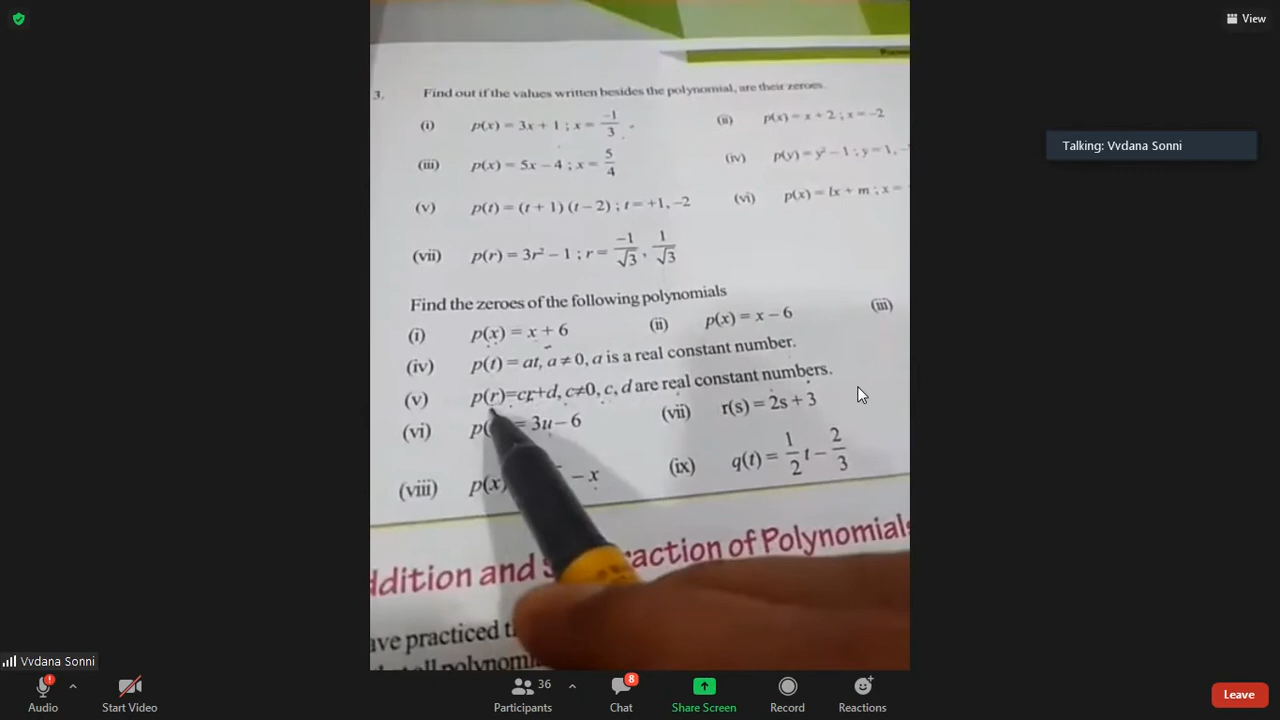 View
Talking: Vvdana Sonni
3. Find out if the values written besides the polynomial, are their zeroes.
(i) p(x) = 3x + 1 ; x = -1/3 (ii) p(x) = x + 2 ; x = -2
(iii) p(x) = 5x - 4 ; x = 5/4 (iv) p(y) = y² - 1 ; y = 1, -
(v) p(t) = (t + 1) (t - 2) ; t = +1, -2 (vi) p(x) = lx + m ; x =
(vii) p(r) = 3r² - 1 ; r = -1/√3 , 1/√3
Find the zeroes of the following polynomials
(i) p(x) = x + 6 (ii) p(x) = x - 6 (iii)
(iv) p(t) = at, a ≠ 0, a is a real constant number.
(v) p(r)=cr+d, c≠0, c, d are real constant numbers.
(vi) p( = 3u - 6 (vii) r(s) = 2s + 3
(viii) p(x) - x (ix) q(t) = 1/2 t - 2/3
ddition and S raction of Polynomials
ave practiced
polynom
Vvdana Sonni
Audio
Start Video
36
Participants
8
Chat
Share Screen
Record
Reactions
Leave